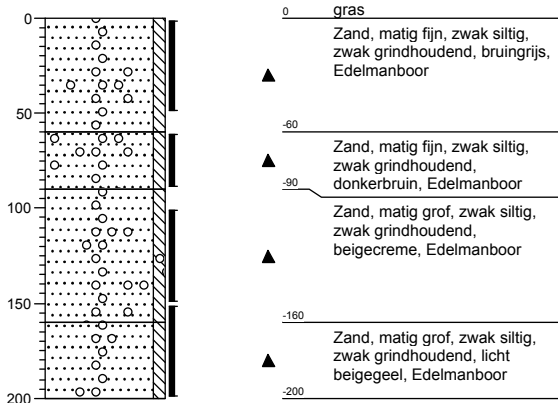 0
50
100
150
200
0
gras
Zand, matig fijn, zwak siltig,
zwak grindhoudend, bruingrijs,
Edelmanboor
-60
Zand, matig fijn, zwak siltig,
zwak grindhoudend,
donkerbruin, Edelmanboor
-90
Zand, matig grof, zwak siltig,
zwak grindhoudend,
beigecreme, Edelmanboor
-160
Zand, matig grof, zwak siltig,
zwak grindhoudend, licht
beigegeel, Edelmanboor
-200